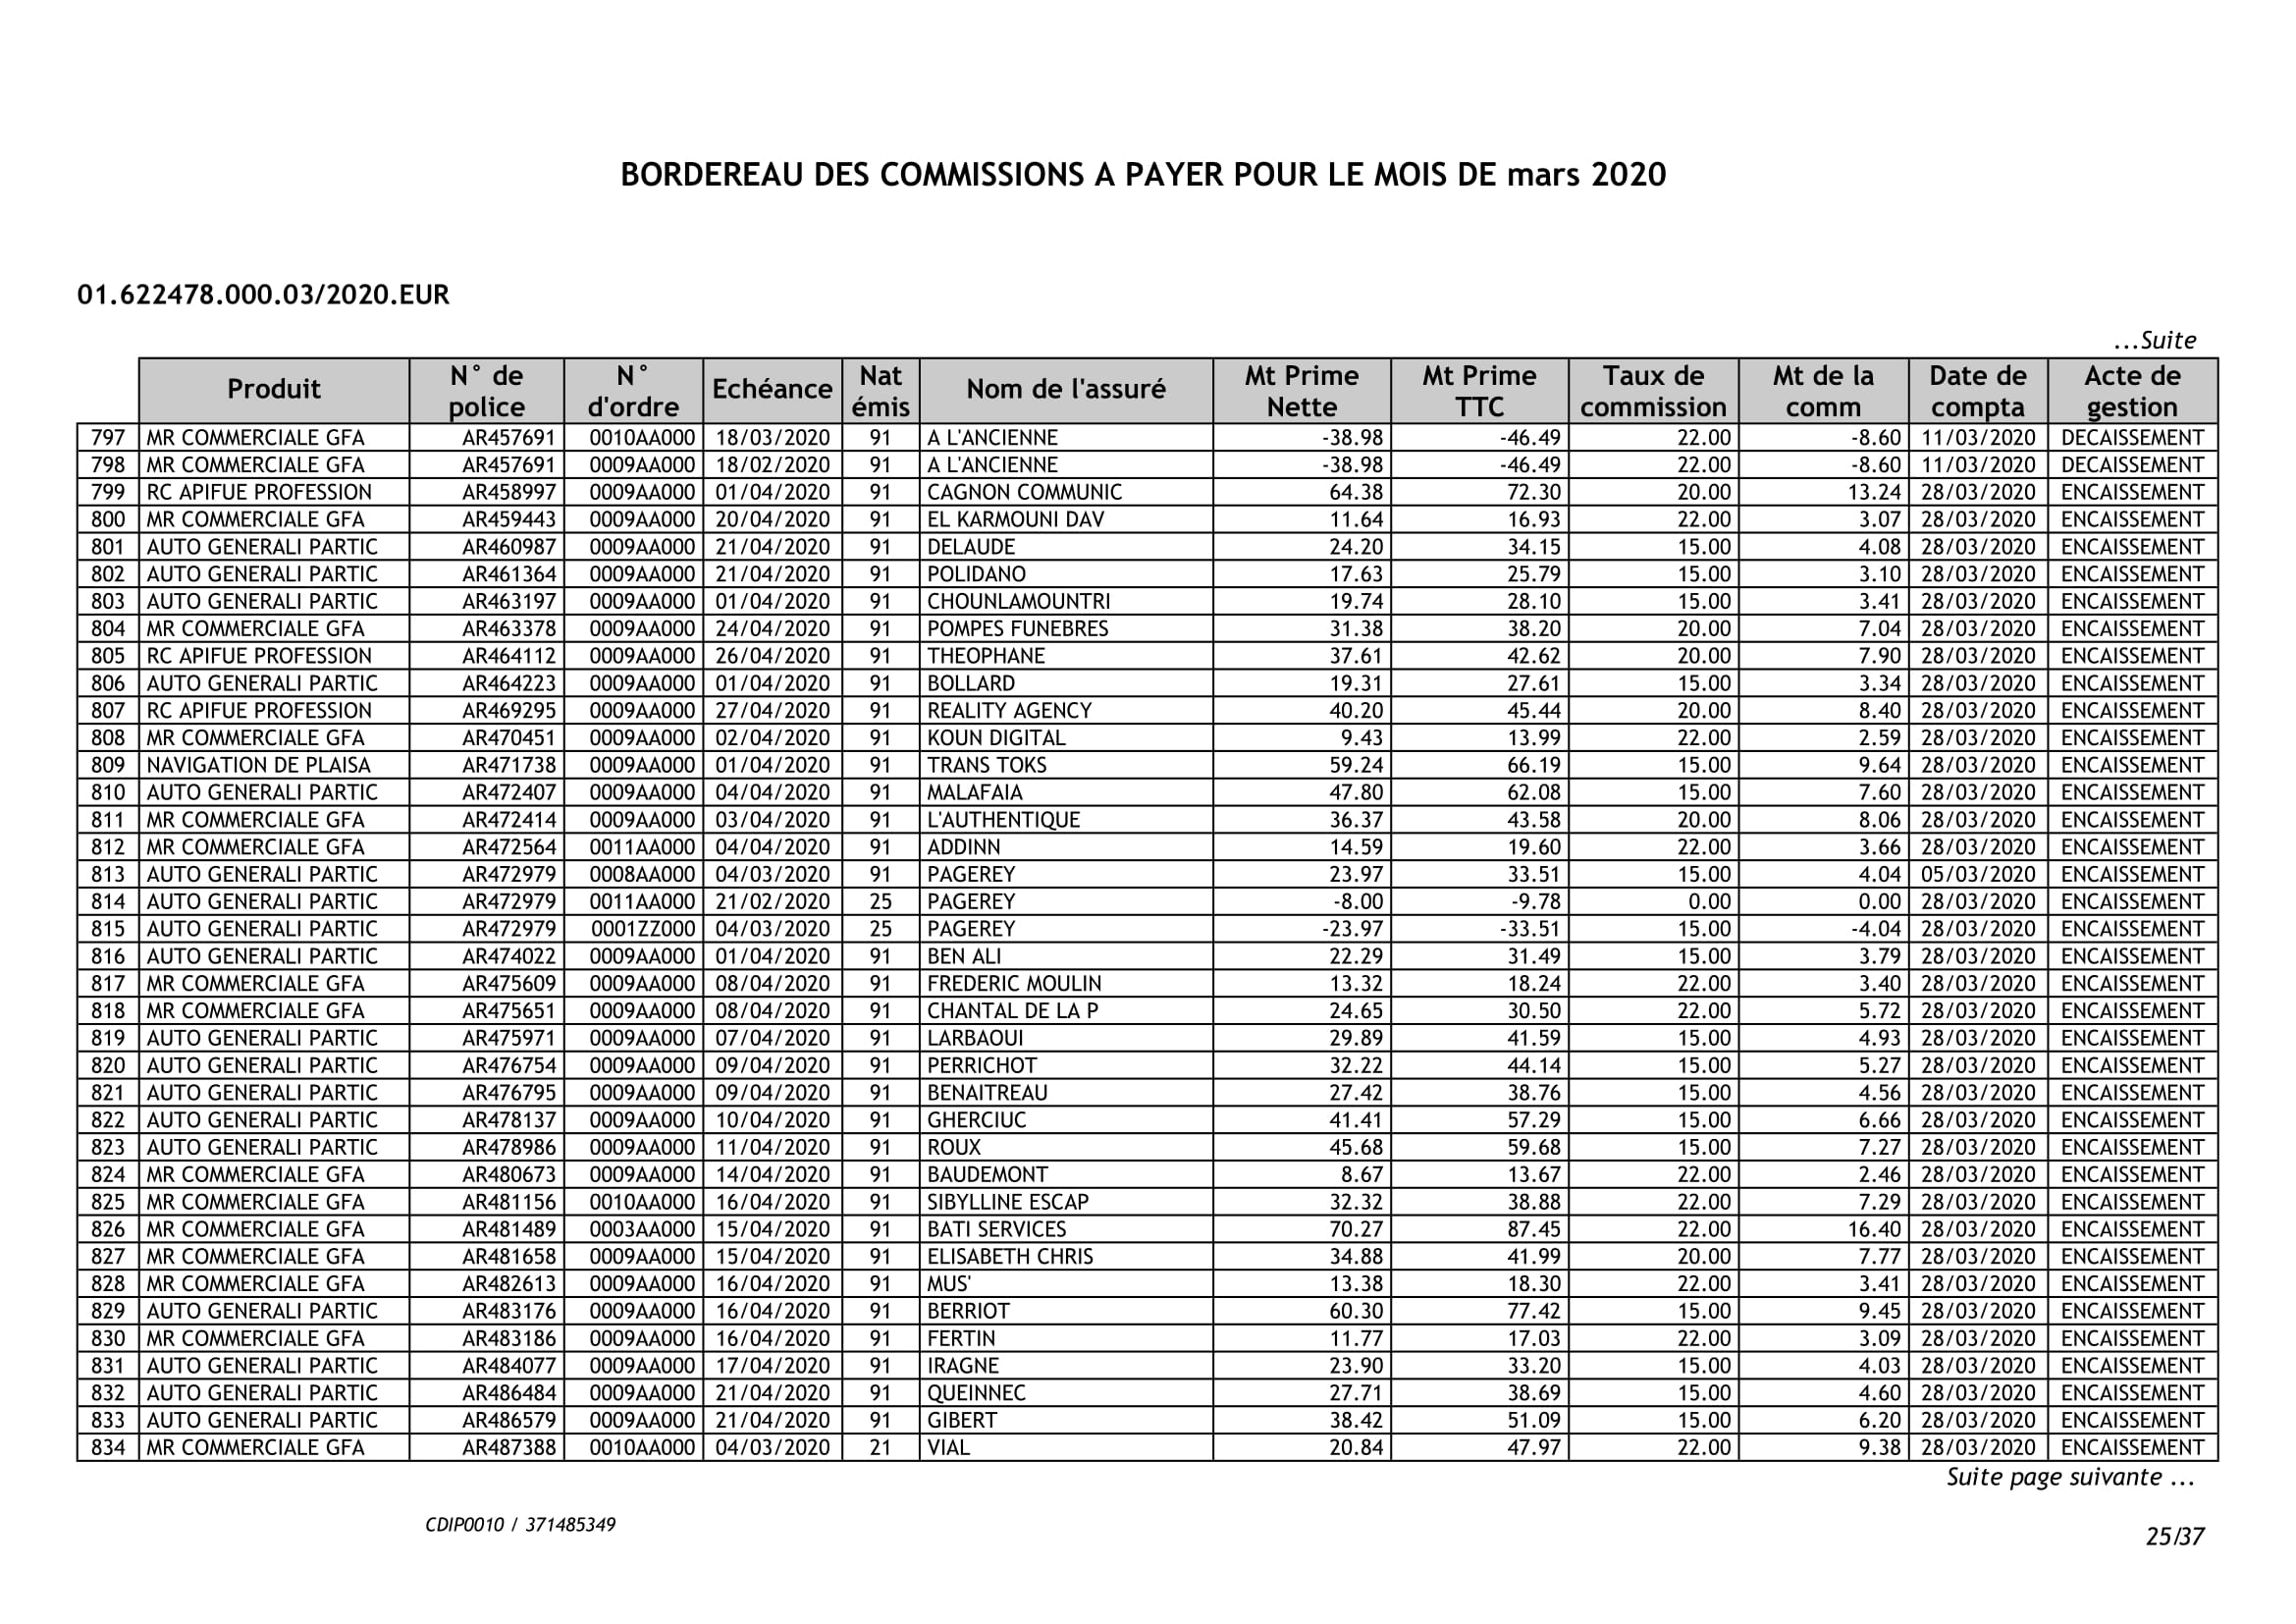 BORDEREAU DES COMMISSIONS A PAYER POUR LE MOIS DE mars 2020
01.622478.000.03/2020.EUR
...Suite
Produit N° de police N° d'ordre Echéance Nat émis Nom de l'assuré Mt Prime Nette Mt Prime TTC Taux de commission Mt de la comm Date de compta Acte de gestion
797 MR COMMERCIALE GFA AR457691 0010AA000 18/03/2020 91 A L'ANCIENNE -38.98 -46.49 22.00 -8.60 11/03/2020 DECAISSEMENT
798 MR COMMERCIALE GFA AR457691 0009AA000 18/02/2020 91 A L'ANCIENNE -38.98 -46.49 22.00 -8.60 11/03/2020 DECAISSEMENT
799 RC APIFUE PROFESSION AR458997 0009AA000 01/04/2020 91 CAGNON COMMUNIC 64.38 72.30 20.00 13.24 28/03/2020 ENCAISSEMENT
800 MR COMMERCIALE GFA AR459443 0009AA000 20/04/2020 91 EL KARMOUNI DAV 11.64 16.93 22.00 3.07 28/03/2020 ENCAISSEMENT
801 AUTO GENERALI PARTIC AR460987 0009AA000 21/04/2020 91 DELAUDE 24.20 34.15 15.00 4.08 28/03/2020 ENCAISSEMENT
802 AUTO GENERALI PARTIC AR461364 0009AA000 21/04/2020 91 POLIDANO 17.63 25.79 15.00 3.10 28/03/2020 ENCAISSEMENT
803 AUTO GENERALI PARTIC AR463197 0009AA000 01/04/2020 91 CHOUNLAMOUNTRI 19.74 28.10 15.00 3.41 28/03/2020 ENCAISSEMENT
804 MR COMMERCIALE GFA AR463378 0009AA000 24/04/2020 91 POMPES FUNEBRES 31.38 38.20 20.00 7.04 28/03/2020 ENCAISSEMENT
805 RC APIFUE PROFESSION AR464112 0009AA000 26/04/2020 91 THEOPHANE 37.61 42.62 20.00 7.90 28/03/2020 ENCAISSEMENT
806 AUTO GENERALI PARTIC AR464223 0009AA000 01/04/2020 91 BOLLARD 19.31 27.61 15.00 3.34 28/03/2020 ENCAISSEMENT
807 RC APIFUE PROFESSION AR469295 0009AA000 27/04/2020 91 REALITY AGENCY 40.20 45.44 20.00 8.40 28/03/2020 ENCAISSEMENT
808 MR COMMERCIALE GFA AR470451 0009AA000 02/04/2020 91 KOUN DIGITAL 9.43 13.99 22.00 2.59 28/03/2020 ENCAISSEMENT
809 NAVIGATION DE PLAISA AR471738 0009AA000 01/04/2020 91 TRANS TOKS 59.24 66.19 15.00 9.64 28/03/2020 ENCAISSEMENT
810 AUTO GENERALI PARTIC AR472407 0009AA000 04/04/2020 91 MALAFAIA 47.80 62.08 15.00 7.60 28/03/2020 ENCAISSEMENT
811 MR COMMERCIALE GFA AR472414 0009AA000 03/04/2020 91 L'AUTHENTIQUE 36.37 43.58 20.00 8.06 28/03/2020 ENCAISSEMENT
812 MR COMMERCIALE GFA AR472564 0011AA000 04/04/2020 91 ADDINN 14.59 19.60 22.00 3.66 28/03/2020 ENCAISSEMENT
813 AUTO GENERALI PARTIC AR472979 0008AA000 04/03/2020 91 PAGEREY 23.97 33.51 15.00 4.04 05/03/2020 ENCAISSEMENT
814 AUTO GENERALI PARTIC AR472979 0011AA000 21/02/2020 25 PAGEREY -8.00 -9.78 0.00 0.00 28/03/2020 ENCAISSEMENT
815 AUTO GENERALI PARTIC AR472979 0001ZZ000 04/03/2020 25 PAGEREY -23.97 -33.51 15.00 -4.04 28/03/2020 ENCAISSEMENT
816 AUTO GENERALI PARTIC AR474022 0009AA000 01/04/2020 91 BEN ALI 22.29 31.49 15.00 3.79 28/03/2020 ENCAISSEMENT
817 MR COMMERCIALE GFA AR475609 0009AA000 08/04/2020 91 FREDERIC MOULIN 13.32 18.24 22.00 3.40 28/03/2020 ENCAISSEMENT
818 MR COMMERCIALE GFA AR475651 0009AA000 08/04/2020 91 CHANTAL DE LA P 24.65 30.50 22.00 5.72 28/03/2020 ENCAISSEMENT
819 AUTO GENERALI PARTIC AR475971 0009AA000 07/04/2020 91 LARBAOUI 29.89 41.59 15.00 4.93 28/03/2020 ENCAISSEMENT
820 AUTO GENERALI PARTIC AR476754 0009AA000 09/04/2020 91 PERRICHOT 32.22 44.14 15.00 5.27 28/03/2020 ENCAISSEMENT
821 AUTO GENERALI PARTIC AR476795 0009AA000 09/04/2020 91 BENAITREAU 27.42 38.76 15.00 4.56 28/03/2020 ENCAISSEMENT
822 AUTO GENERALI PARTIC AR478137 0009AA000 10/04/2020 91 GHERCIUC 41.41 57.29 15.00 6.66 28/03/2020 ENCAISSEMENT
823 AUTO GENERALI PARTIC AR478986 0009AA000 11/04/2020 91 ROUX 45.68 59.68 15.00 7.27 28/03/2020 ENCAISSEMENT
824 MR COMMERCIALE GFA AR480673 0009AA000 14/04/2020 91 BAUDEMONT 8.67 13.67 22.00 2.46 28/03/2020 ENCAISSEMENT
825 MR COMMERCIALE GFA AR481156 0010AA000 16/04/2020 91 SIBYLLINE ESCAP 32.32 38.88 22.00 7.29 28/03/2020 ENCAISSEMENT
826 MR COMMERCIALE GFA AR481489 0003AA000 15/04/2020 91 BATI SERVICES 70.27 87.45 22.00 16.40 28/03/2020 ENCAISSEMENT
827 MR COMMERCIALE GFA AR481658 0009AA000 15/04/2020 91 ELISABETH CHRIS 34.88 41.99 20.00 7.77 28/03/2020 ENCAISSEMENT
828 MR COMMERCIALE GFA AR482613 0009AA000 16/04/2020 91 MUS' 13.38 18.30 22.00 3.41 28/03/2020 ENCAISSEMENT
829 AUTO GENERALI PARTIC AR483176 0009AA000 16/04/2020 91 BERRIOT 60.30 77.42 15.00 9.45 28/03/2020 ENCAISSEMENT
830 MR COMMERCIALE GFA AR483186 0009AA000 16/04/2020 91 FERTIN 11.77 17.03 22.00 3.09 28/03/2020 ENCAISSEMENT
831 AUTO GENERALI PARTIC AR484077 0009AA000 17/04/2020 91 IRAGNE 23.90 33.20 15.00 4.03 28/03/2020 ENCAISSEMENT
832 AUTO GENERALI PARTIC AR486484 0009AA000 21/04/2020 91 QUEINNEC 27.71 38.69 15.00 4.60 28/03/2020 ENCAISSEMENT
833 AUTO GENERALI PARTIC AR486579 0009AA000 21/04/2020 91 GIBERT 38.42 51.09 15.00 6.20 28/03/2020 ENCAISSEMENT
834 MR COMMERCIALE GFA AR487388 0010AA000 04/03/2020 21 VIAL 20.84 47.97 22.00 9.38 28/03/2020 ENCAISSEMENT
Suite page suivante ...
CDIP0010 / 371485349
25/37